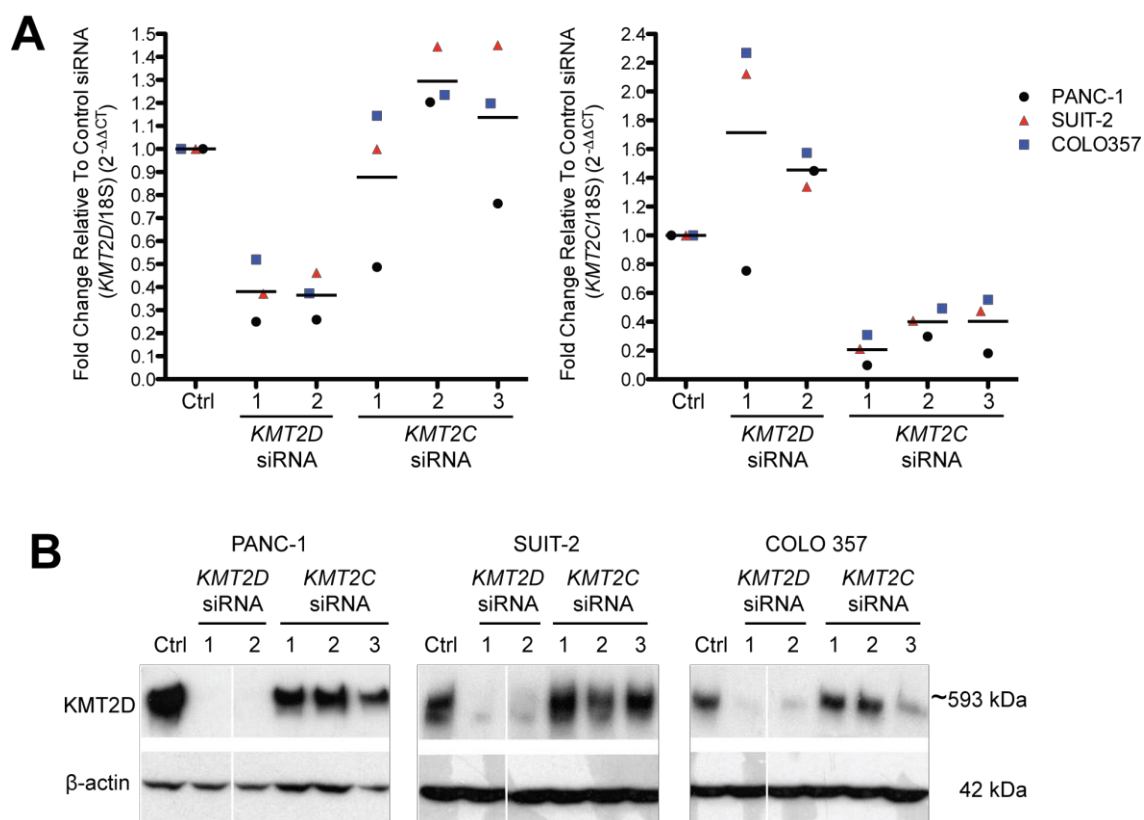 A
Fold Change Relative To Control siRNA
(KMT2D/18S) (2-ΔΔCT)
1.5
1.4
1.3
1.2
1.1
1.0
0.9
0.8
0.7
0.6
0.5
0.4
0.3
0.2
0.1
0.0
Ctrl 1 2 1 2 3
KMT2D KMT2C
siRNA siRNA
Fold Change Relative To Control siRNA
(KMT2C/18S) (2-ΔΔCT)
2.4
2.2
2.0
1.8
1.6
1.4
1.2
1.0
0.8
0.6
0.4
0.2
0.0
Ctrl 1 2 1 2 3
KMT2D KMT2C
siRNA siRNA
PANC-1
SUIT-2
COLO357
B
PANC-1 SUIT-2 COLO 357
KMT2D KMT2C KMT2D KMT2C KMT2D KMT2C
siRNA siRNA siRNA siRNA siRNA siRNA
Ctrl 1 2 1 2 3 Ctrl 1 2 1 2 3 Ctrl 1 2 1 2 3
KMT2D ~593 kDa
β-actin 42 kDa